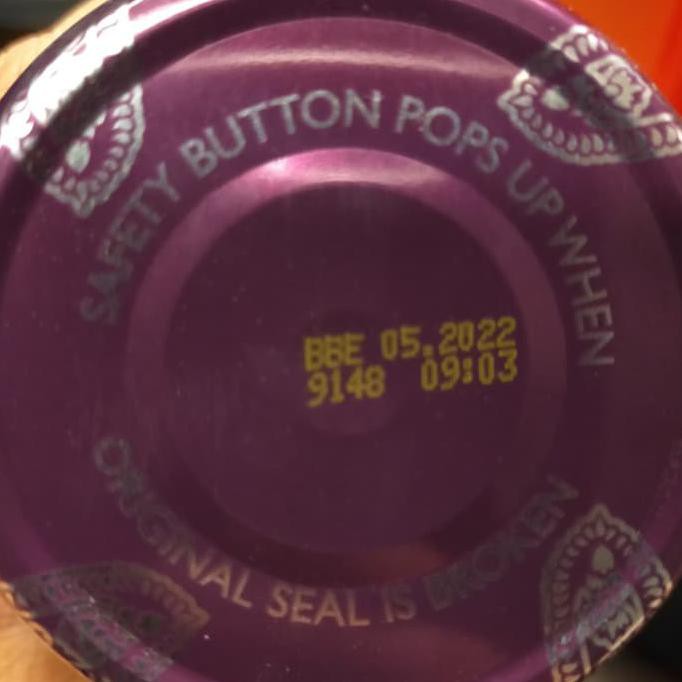 SAFETY BUTTON POPS UP WHEN
BBE 05.2022
9148 09:03
ORIGINAL SEAL IS BROKEN